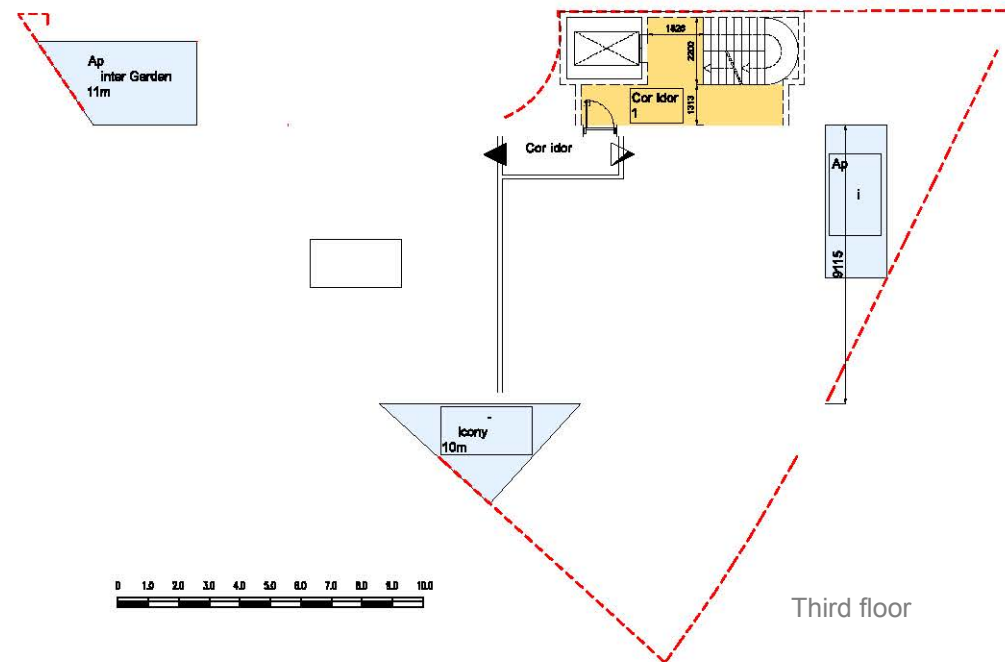 Ap
inter Garden
11m
1826
2200
1313
Cor idor
1
Cor idor
Ap
i
9115
-
lcony
10m
0 1.0 2.0 3.0 4.0 5.0 6.0 7.0 8.0 9.0 10.0
Third floor